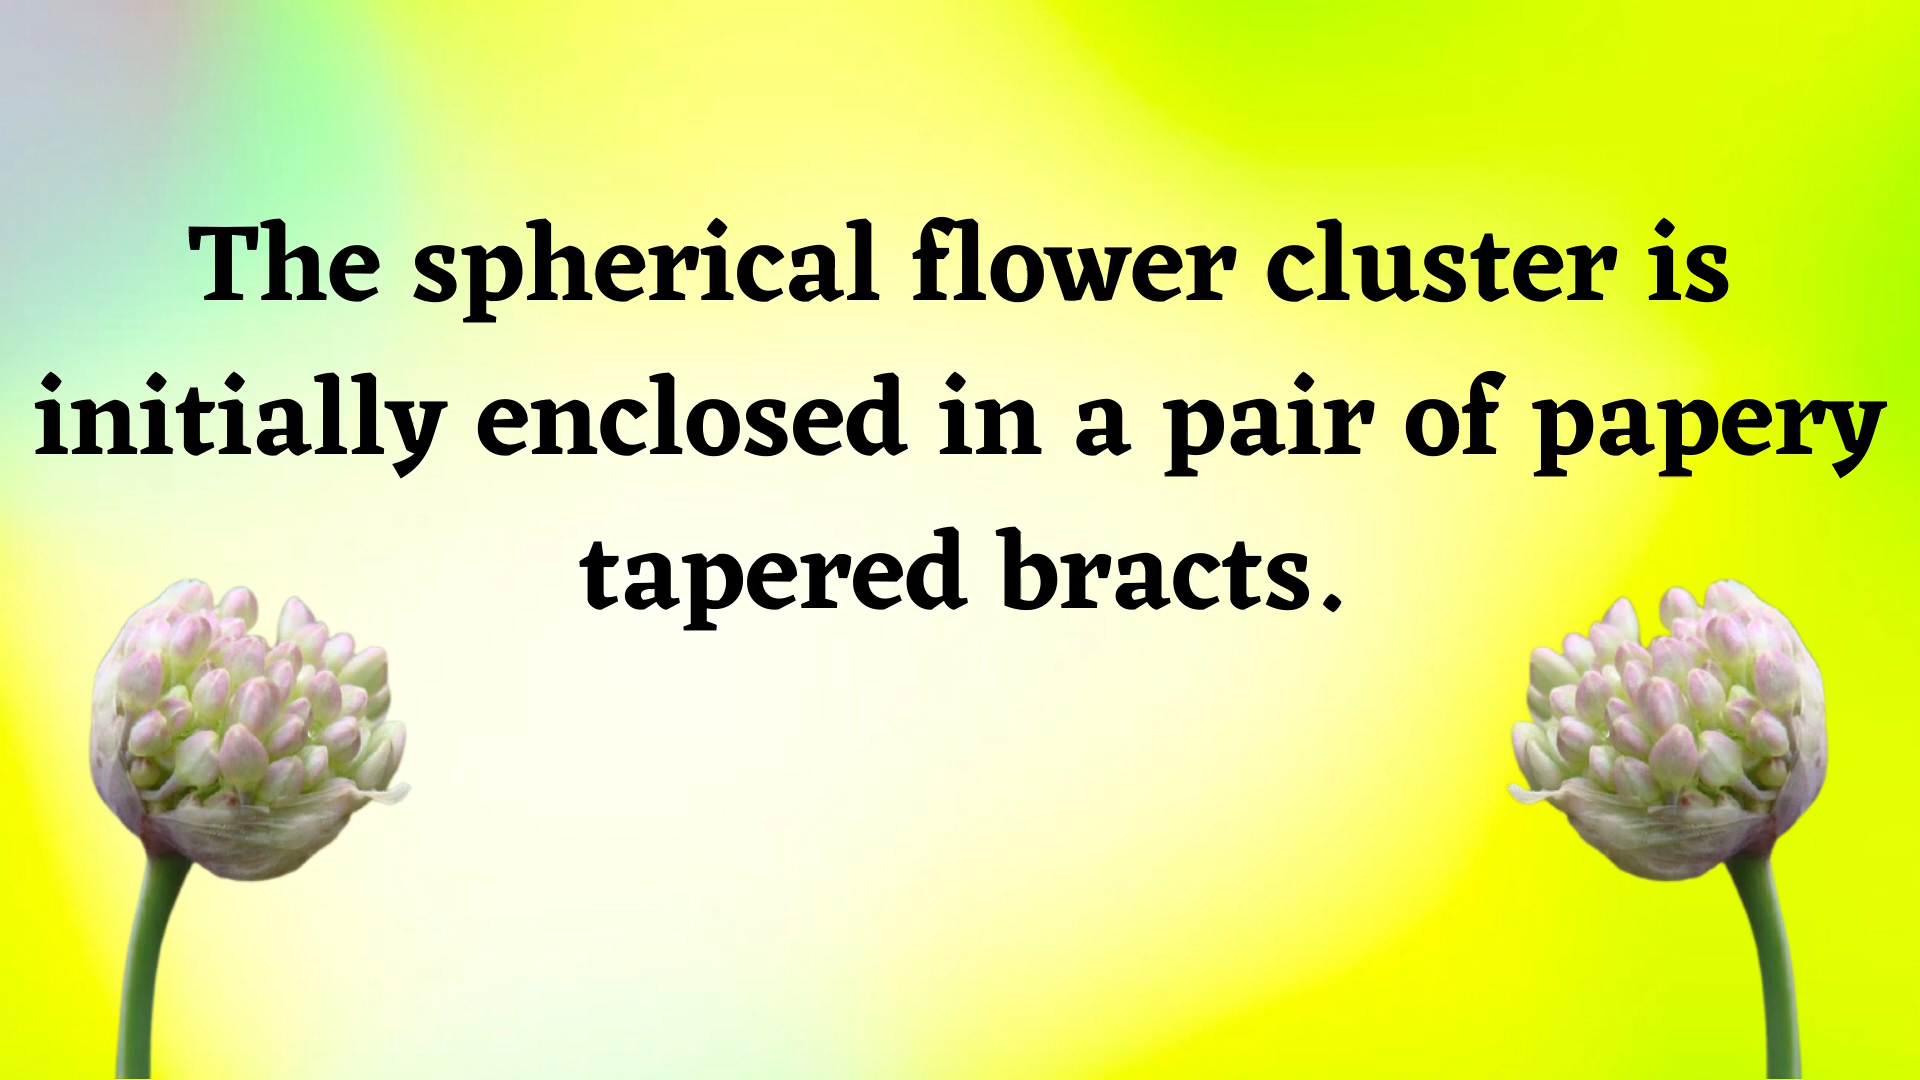 The spherical flower cluster is
initially enclosed in a pair of papery
tapered bracts.